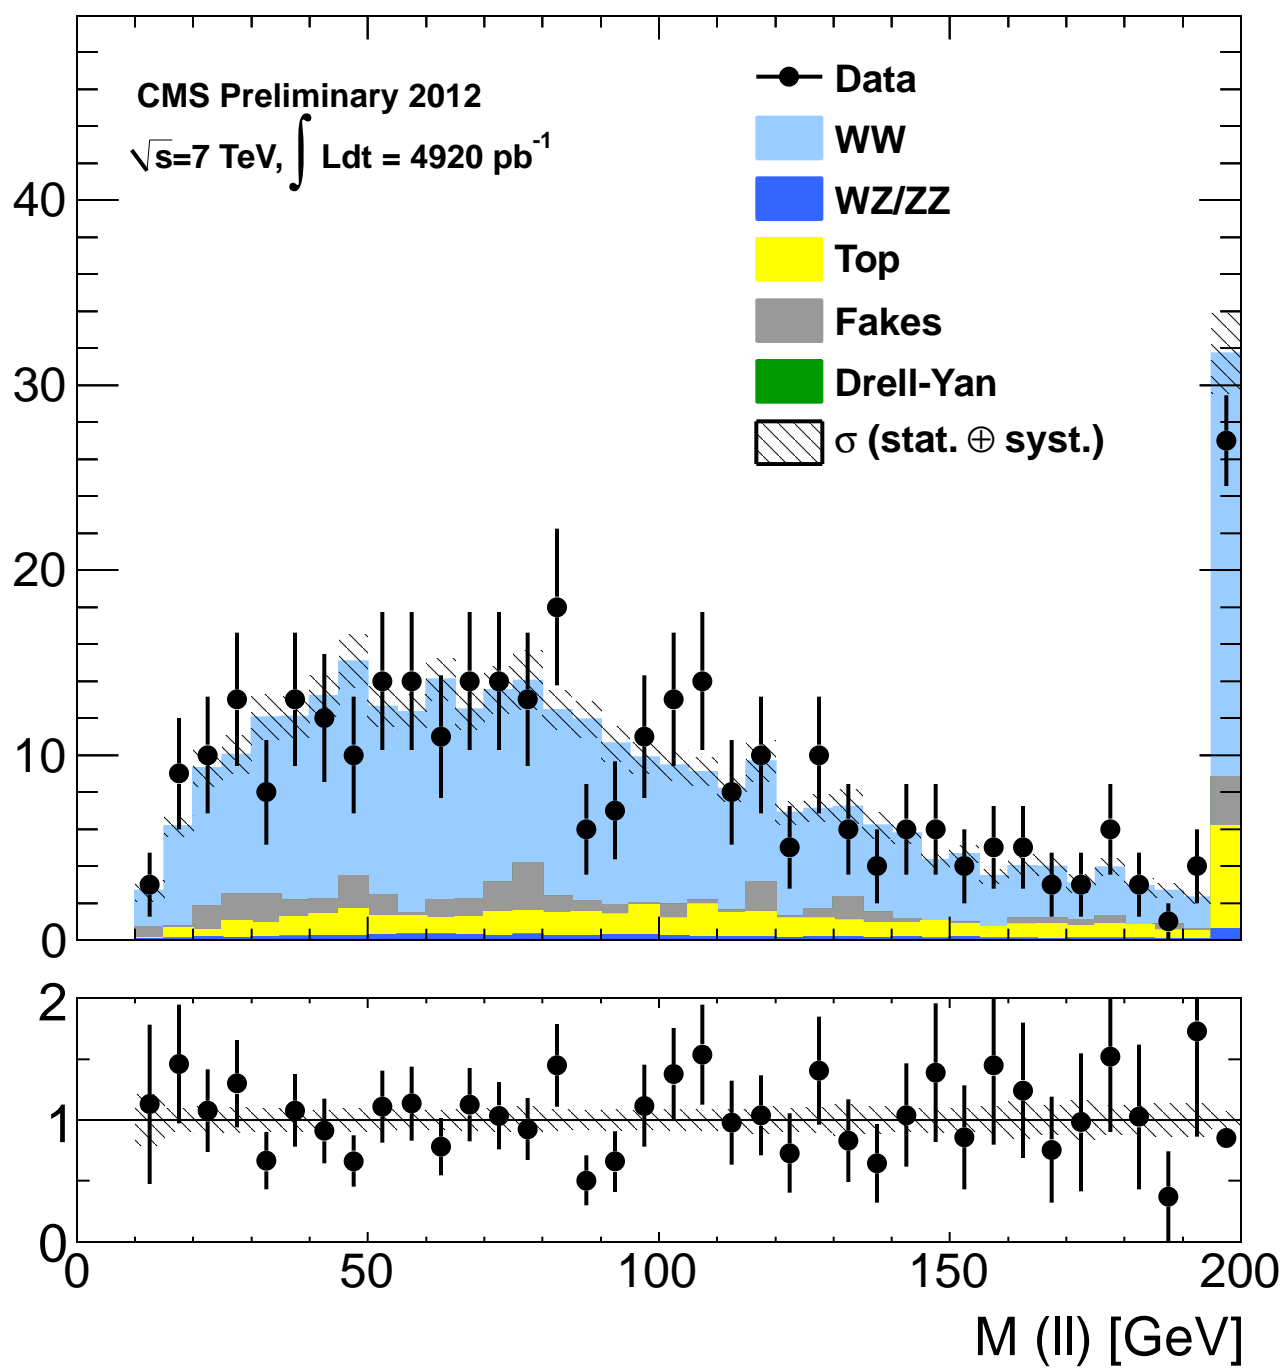 CMS Preliminary 2012
√s=7 TeV, ∫ Ldt = 4920 pb⁻¹
Data
WW
WZ/ZZ
Top
Fakes
Drell-Yan
σ (stat. ⊕ syst.)
40
30
20
10
0
2
1
0
0 50 100 150 200
M (ll) [GeV]